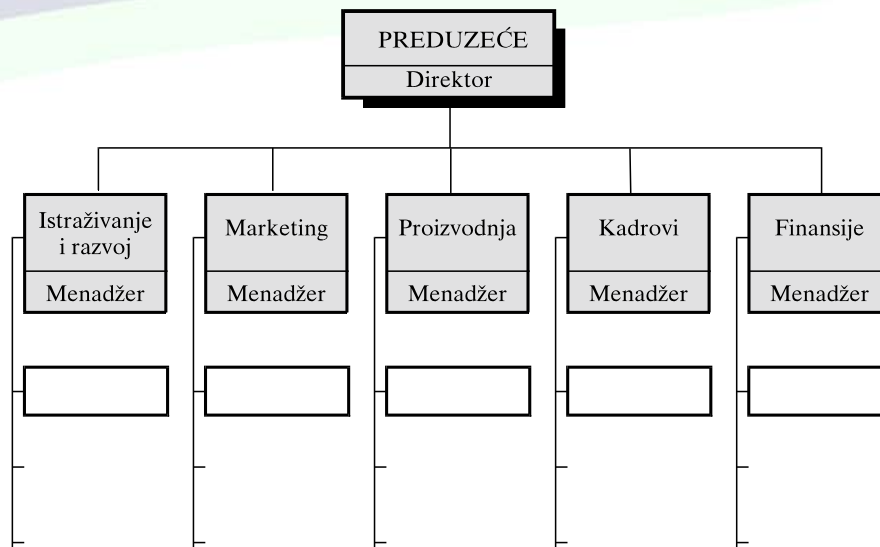 PREDUZEĆE
Direktor
Istraživanje
i razvoj
Menadžer
Marketing
Menadžer
Proizvodnja
Menadžer
Kadrovi
Menadžer
Finansije
Menadžer